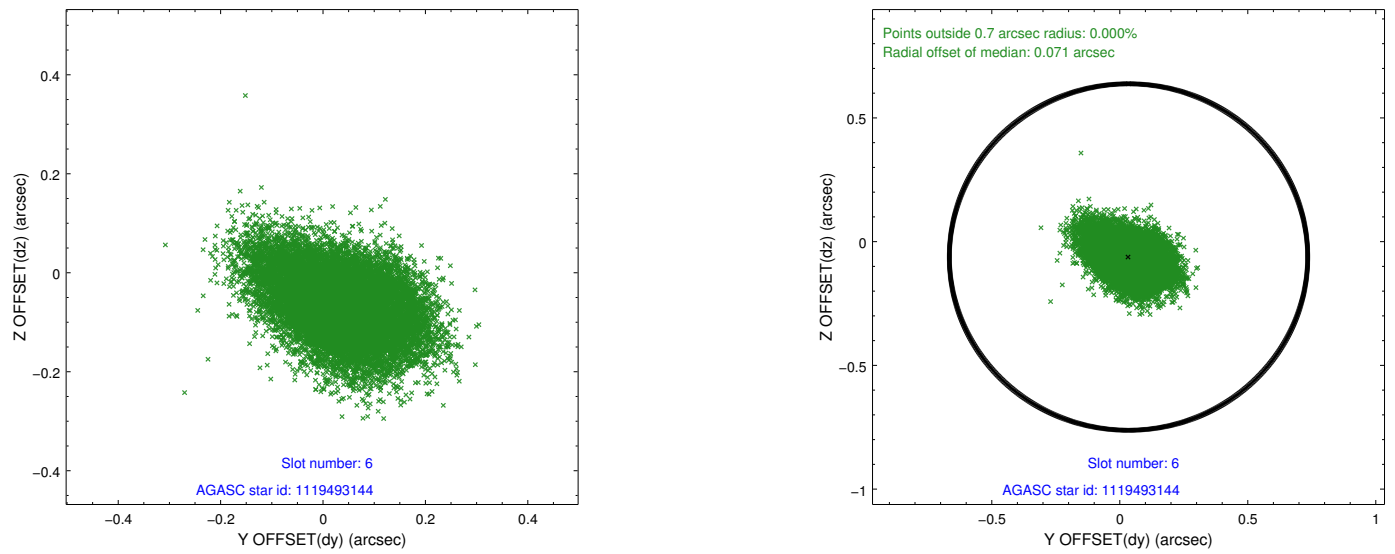 0.4
0.2
0
−0.2
−0.4
−0.4
−0.2
0
0.2
0.4
Z OFFSET(dz) (arcsec)
Y OFFSET(dy) (arcsec)
Slot number: 6
AGASC star id: 1119493144
Points outside 0.7 arcsec radius: 0.000%
Radial offset of median: 0.071 arcsec
0.5
0
−0.5
−1
−0.5
0
0.5
1
Z OFFSET(dz) (arcsec)
Y OFFSET(dy) (arcsec)
Slot number: 6
AGASC star id: 1119493144